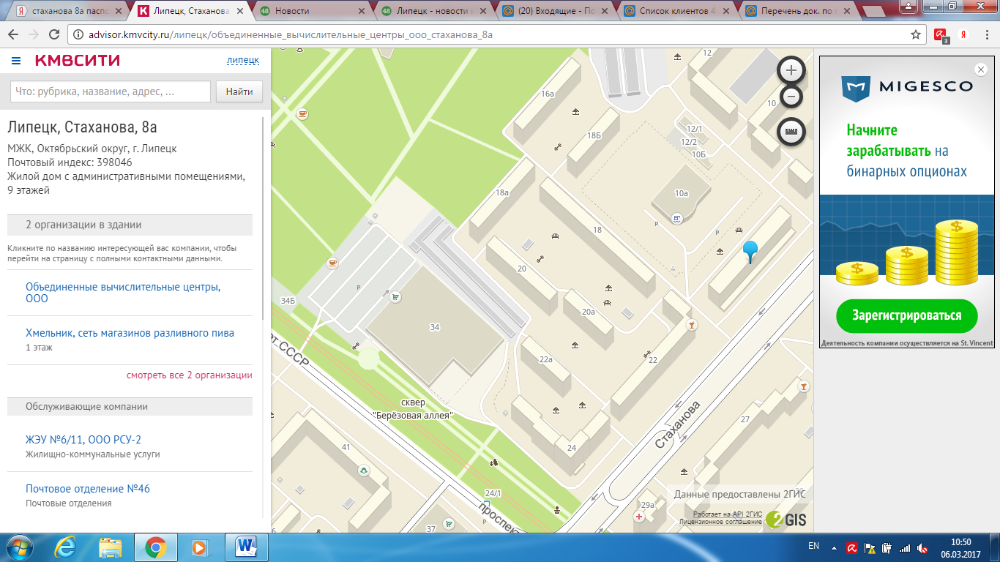 стаханова 8а паспо
Липецк, Стаханова,
Новости
Липецк - новости и
(20) Входящие - По
Список клиентов 4
Перечень док. по с
advisor.kmvcity.ru/липецк/объединенные_вычислительные_центры_ооо_стаханова_8а
3
КМВСИТИ
липецк
Что: рубрика, название, адрес, ...
Найти
Липецк, Стаханова, 8а
МЖК, Октябрьский округ, г. Липецк
Почтовый индекс: 398046
Жилой дом с административными помещениями,
9 этажей
2 организации в здании
Кликните по названию интересующей вас компании, чтобы
перейти на страницу с полными контактными данными.
Объединенные вычислительные центры,
ООО
Хмельник, сеть магазинов разливного пива
1 этаж
смотреть все 2 организации
Обслуживающие компании
ЖЭУ №6/11, ООО РСУ-2
Жилищно-коммунальные услуги
Почтовое отделение №46
Почтовые отделения
12
16а
10
18Б
12/1
12/2
10Б
18а
10а
18
P
P
20
P
34Б
20а
34
22а
22
ет СССР
сквер
"Берёзовая аллея"
Стаханова
27
41
24
24/1
29а
37
проспек
Данные предоставлены 2ГИС
Работает на API 2ГИС
Лицензионное соглашение
2GIS
MIGESCO
Начните
зарабатывать на
бинарных опционах
Зарегистрироваться
Деятельность компании осуществляется на St. Vincent
EN
10:50
06.03.2017